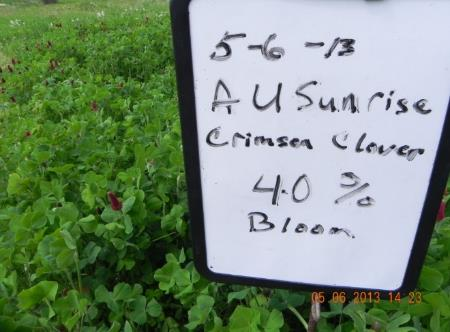 5-6-13
AU Sunrise
Crimson Clover
40 %
Bloom
05 06 2013 14 23